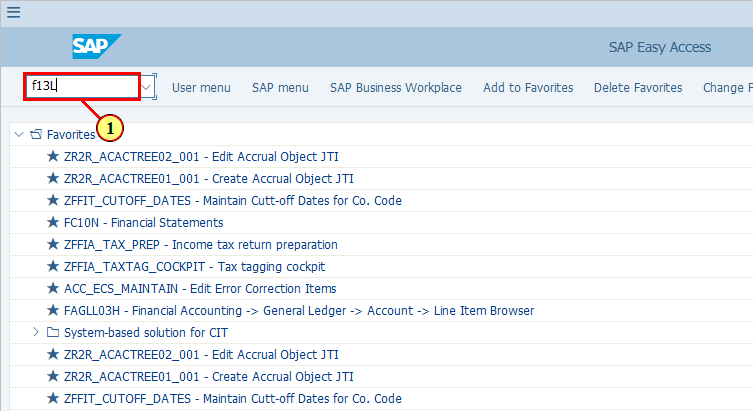 SAP
SAP Easy Access
f13L User menu SAP menu SAP Business Workplace Add to Favorites Delete Favorites Change F
1
Favorites
ZR2R_ACACTREE02_001 - Edit Accrual Object JTI
ZR2R_ACACTREE01_001 - Create Accrual Object JTI
ZFFIT_CUTOFF_DATES - Maintain Cutt-off Dates for Co. Code
FC10N - Financial Statements
ZFFIA_TAX_PREP - Income tax return preparation
ZFFIA_TAXTAG_COCKPIT - Tax tagging cockpit
ACC_ECS_MAINTAIN - Edit Error Correction Items
FAGLL03H - Financial Accounting -> General Ledger -> Account -> Line Item Browser
System-based solution for CIT
ZR2R_ACACTREE02_001 - Edit Accrual Object JTI
ZR2R_ACACTREE01_001 - Create Accrual Object JTI
ZFFIT_CUTOFF_DATES - Maintain Cutt-off Dates for Co. Code